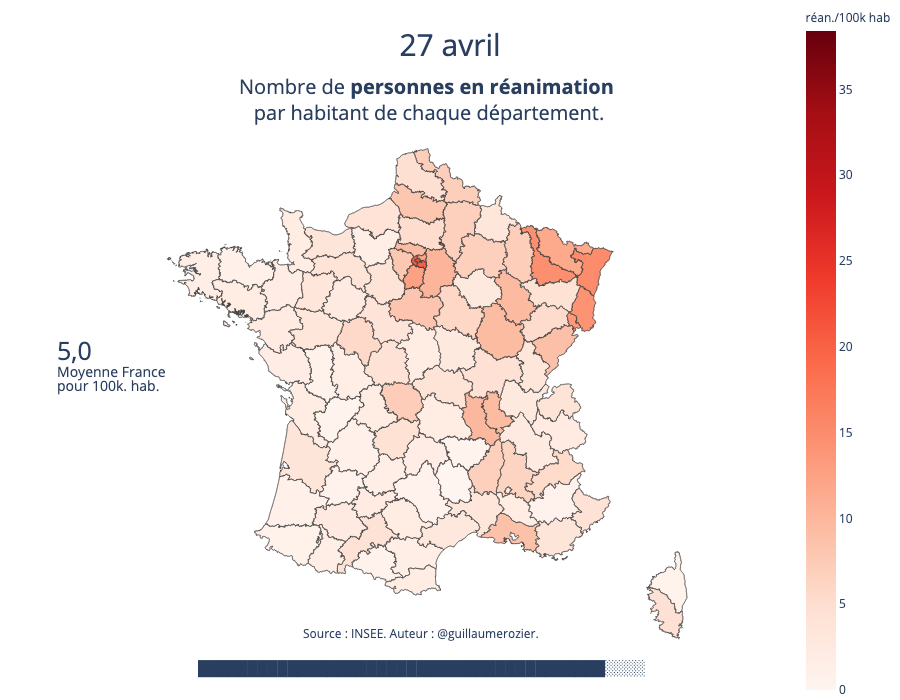 réan./100k hab
27 avril
Nombre de personnes en réanimation
par habitant de chaque département.
35
30
25
20
15
10
5
0
5,0
Moyenne France
pour 100k. hab.
Source : INSEE. Auteur : @guillaumerozier.